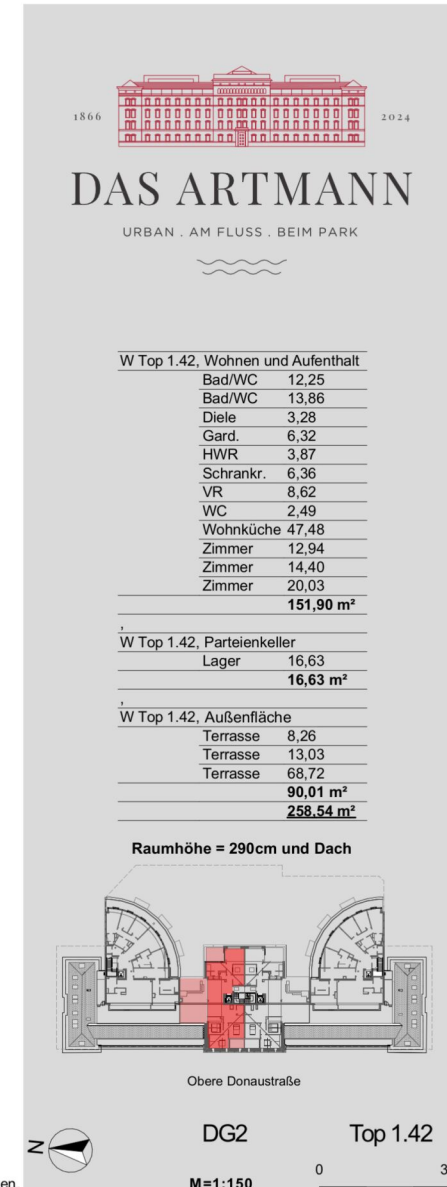 1866 2024
DAS ARTMANN
URBAN . AM FLUSS . BEIM PARK
W Top 1.42, Wohnen und Aufenthalt
Bad/WC 12,25
Bad/WC 13,86
Diele 3,28
Gard. 6,32
HWR 3,87
Schrankr. 6,36
VR 8,62
WC 2,49
Wohnküche 47,48
Zimmer 12,94
Zimmer 14,40
Zimmer 20,03
151,90 m²
,
W Top 1.42, Parteienkeller
Lager 16,63
16,63 m²
,
W Top 1.42, Außenfläche
Terrasse 8,26
Terrasse 13,03
Terrasse 68,72
90,01 m²
258,54 m²
Raumhöhe = 290cm und Dach
Obere Donaustraße
N
DG2 Top 1.42
0 3
en M=1:150